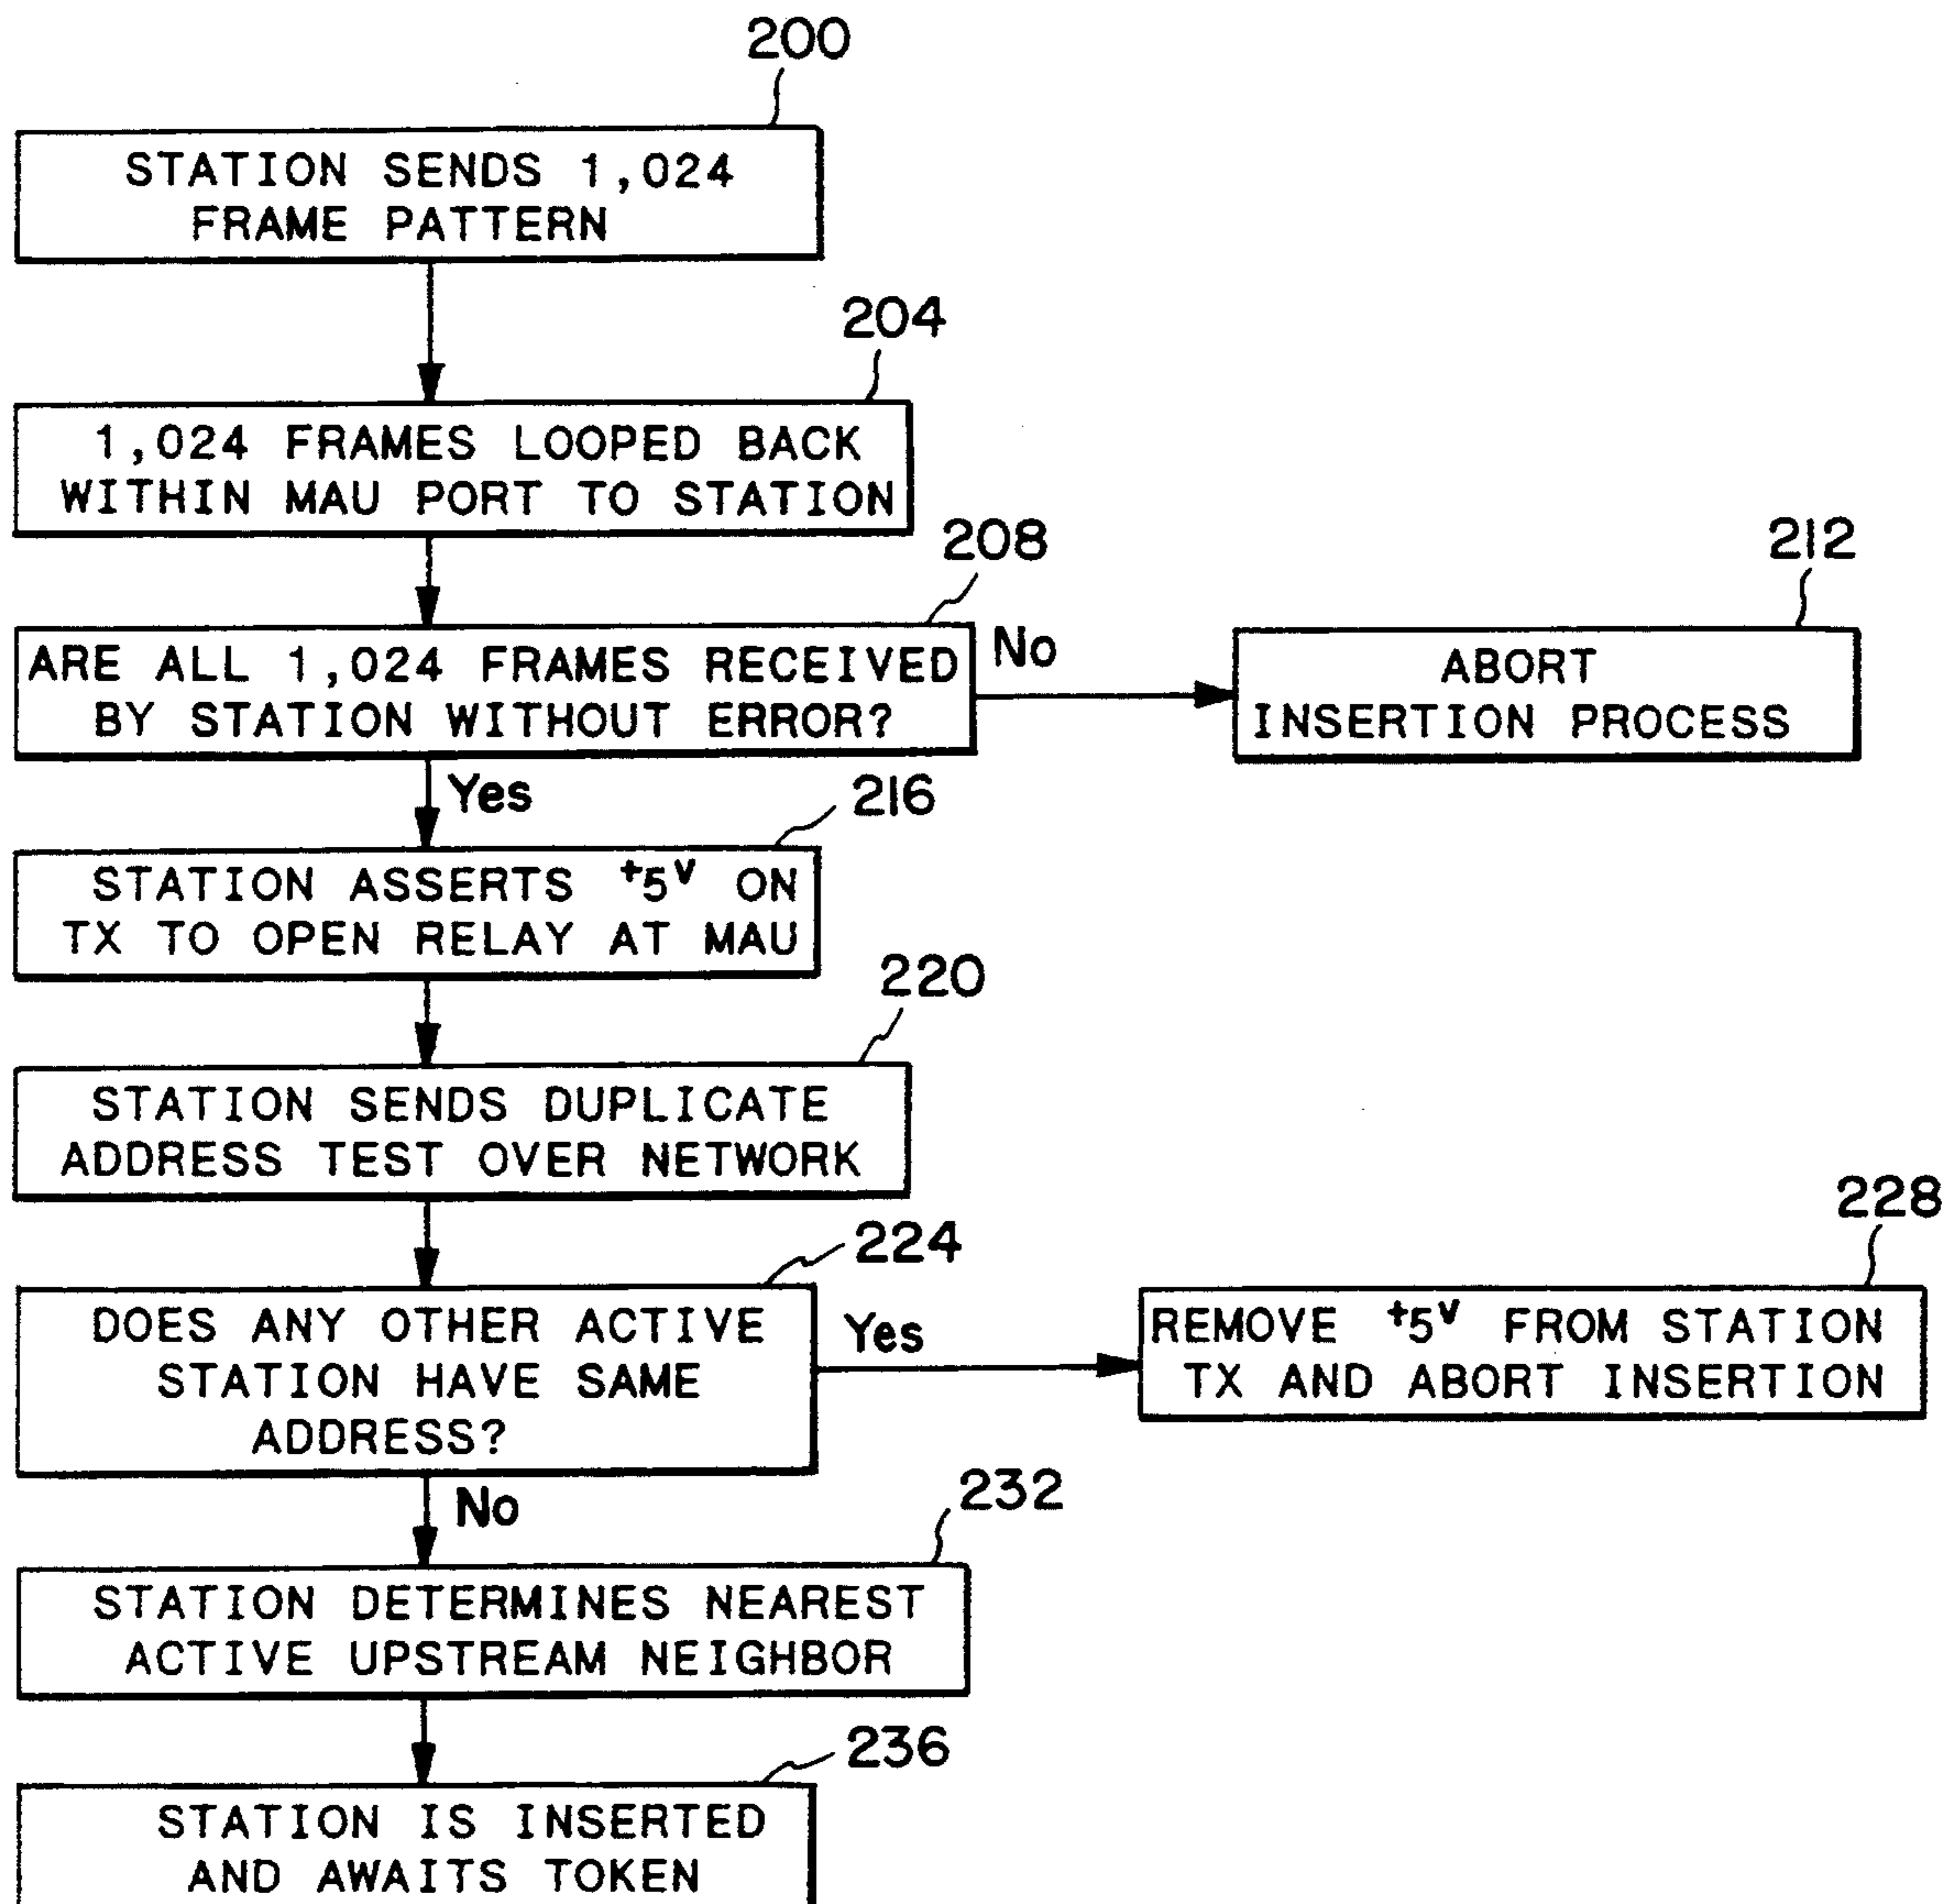 200
STATION SENDS 1,024
FRAME PATTERN
204
1,024 FRAMES LOOPED BACK
WITHIN MAU PORT TO STATION
208
ARE ALL 1,024 FRAMES RECEIVED
BY STATION WITHOUT ERROR?
No
212
ABORT
INSERTION PROCESS
Yes
216
STATION ASSERTS +5V ON
TX TO OPEN RELAY AT MAU
220
STATION SENDS DUPLICATE
ADDRESS TEST OVER NETWORK
224
DOES ANY OTHER ACTIVE
STATION HAVE SAME
ADDRESS?
Yes
228
REMOVE +5V FROM STATION
TX AND ABORT INSERTION
No
232
STATION DETERMINES NEAREST
ACTIVE UPSTREAM NEIGHBOR
236
STATION IS INSERTED
AND AWAITS TOKEN